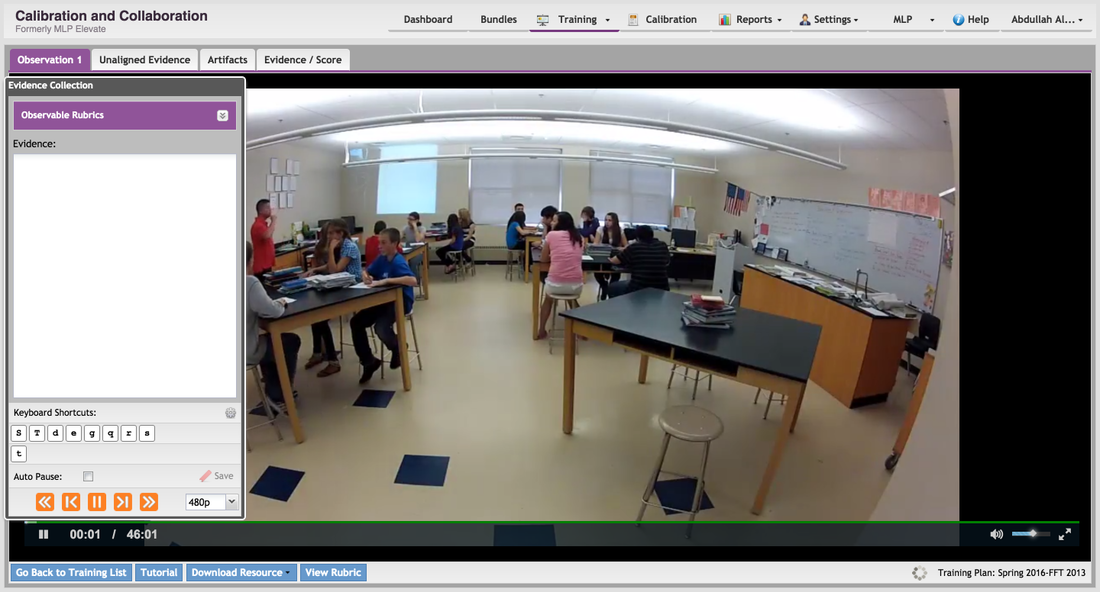 Calibration and Collaboration
Formerly MLP Elevate
Dashboard Bundles Training Calibration Reports Settings MLP Help Abdullah Al...
Observation 1 Unaligned Evidence Artifacts Evidence / Score
Evidence Collection
Observable Rubrics
Evidence:
Keyboard Shortcuts:
S T d e g q r s
t
Auto Pause: Save
480p
00:01 / 46:01
Go Back to Training List Tutorial Download Resource View Rubric Training Plan: Spring 2016-FFT 2013